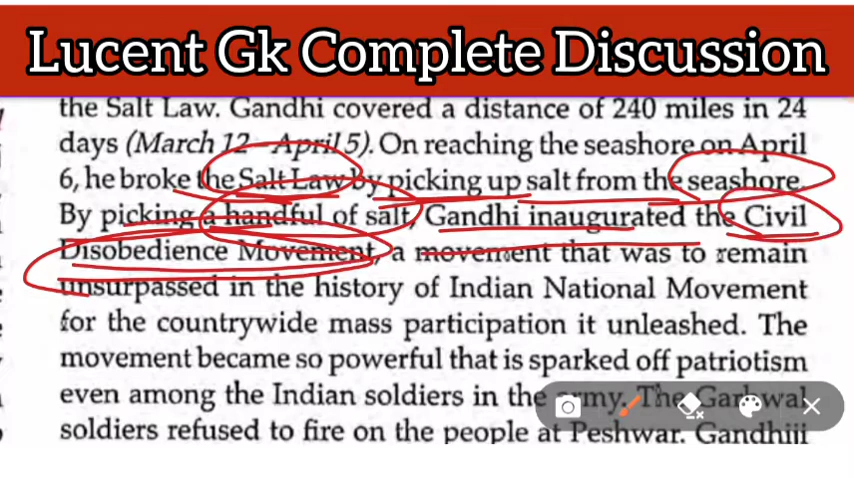 Lucent Gk Complete Discussion
the Salt Law. Gandhi covered a distance of 240 miles in 24
days (March 12 - April 5). On reaching the seashore on April
6, he broke the Salt Law by picking up salt from the seashore.
By picking a handful of salt, Gandhi inaugurated the Civil
Disobedience Movement, a movement that was to remain
unsurpassed in the history of Indian National Movement
for the countrywide mass participation it unleashed. The
movement became so powerful that is sparked off patriotism
even among the Indian soldiers in the army. The Garhwal
soldiers refused to fire on the people at Peshwar. Gandhiji